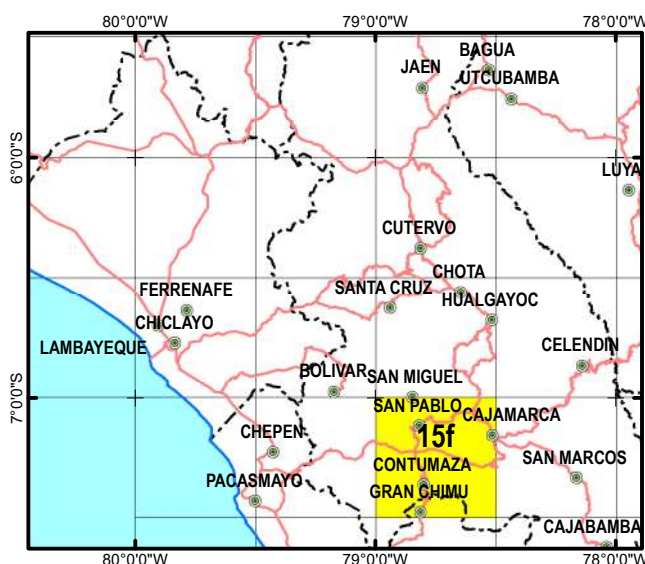 80°0'0"W 79°0'0"W 78°0'0"W
BAGUA
JAEN
UTCUBAMBA
6°0'0"S
LUYA
CUTERVO
CHOTA
SANTA CRUZ
FERRENAFE
HUALGAYOC
CHICLAYO
LAMBAYEQUE
CELENDIN
BOLIVAR
SAN MIGUEL
7°0'0"S
SAN PABLO
CAJAMARCA
CHEPEN
15f
SAN MARCOS
CONTUMAZA
PACASMAYO
GRAN CHIMU
CAJABAMBA
80°0'0"W 79°0'0"W 78°0'0"W